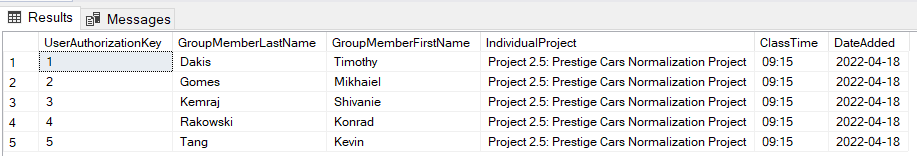 Results Messages
UserAuthorizationKey GroupMemberLastName GroupMemberFirstName IndividualProject ClassTime DateAdded
1 1 Dakis Timothy Project 2.5: Prestige Cars Normalization Project 09:15 2022-04-18
2 2 Gomes Mikhaiel Project 2.5: Prestige Cars Normalization Project 09:15 2022-04-18
3 3 Kemraj Shivanie Project 2.5: Prestige Cars Normalization Project 09:15 2022-04-18
4 4 Rakowski Konrad Project 2.5: Prestige Cars Normalization Project 09:15 2022-04-18
5 5 Tang Kevin Project 2.5: Prestige Cars Normalization Project 09:15 2022-04-18